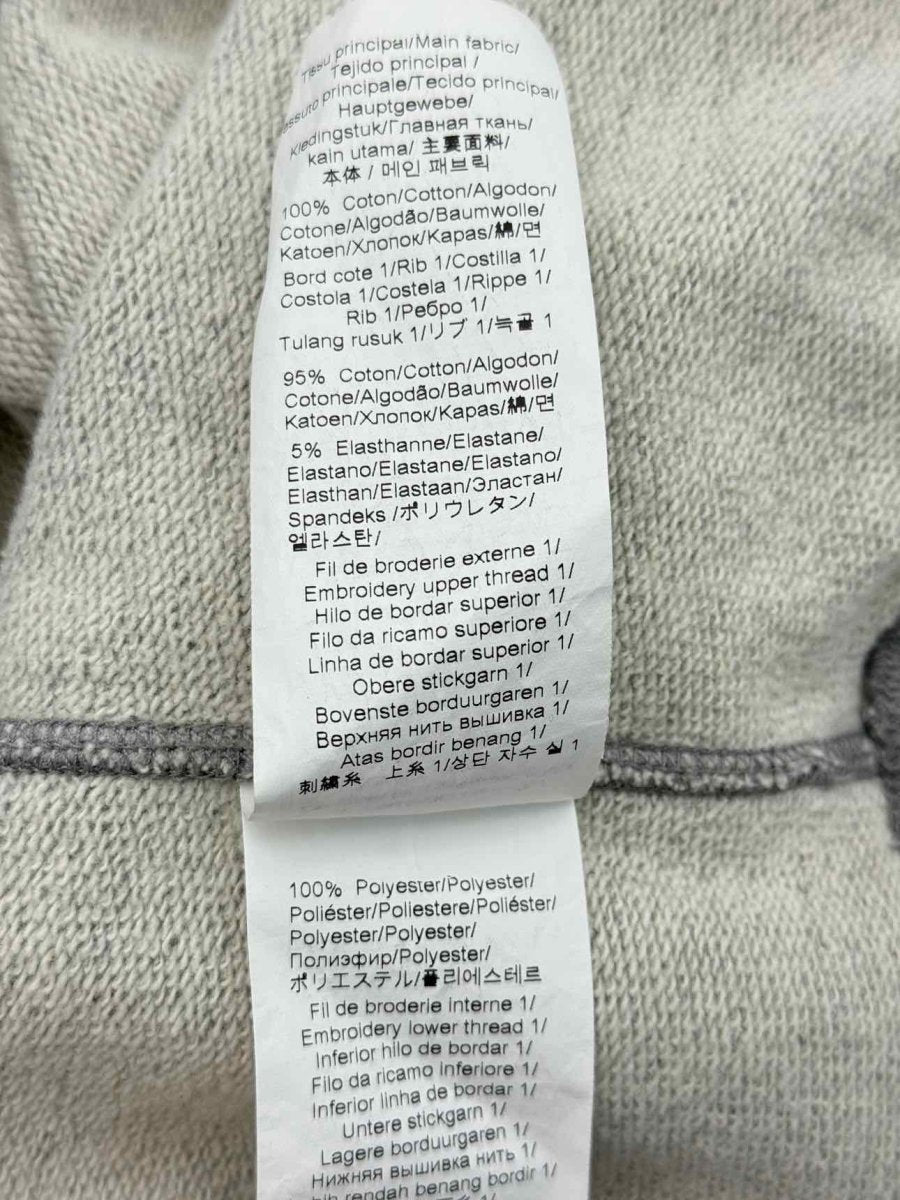 Tissu principal/Main fabric/
Tejido principal /
principale/Tecido principal/
Hauptgewebe/
Kledingstuk/Главная ткань/
kain utama/ 主要面料/
本体 / 메인 패브릭
100% Coton/Cotton/Algodon/
Cotone/Algodão/Baumwolle/
Katoen/Хлопок/Kapas/綿/면
Bord cote 1/Rib 1/Costilla 1/
Costola 1/Costela 1/Rippe 1/
Rib 1/Ребро 1/
Tulang rusuk 1/リブ 1/늑골 1
95% Coton/Cotton/Algodon/
Cotone/Algodão/Baumwolle/
Katoen/Хлопок/Kapas/綿/면
5% Elasthanne/Elastane/
Elastano/Elastane/Elastano/
Elasthan/Elastaan/Эластан/
Spandeks /ポリウレタン/
엘라스탄/
Fil de broderie externe 1/
Embroidery upper thread 1/
Hilo de bordar superior 1/
Filo da ricamo superiore 1/
Linha de bordar superior 1/
Obere stickgarn 1/
Bovenste borduurgaren 1/
Верхняя нить вышивка 1/
Atas bordir benang 1/
刺繍糸 上糸 1/상단 자수 실 1
100% Polyester/Polyester/
Poliéster/Poliestere/Poliéster/
Polyester/Polyester/
Полиэфир/Polyester/
ポリエステル/폴리에스테르
Fil de broderie interne 1/
Embroidery lower thread 1/
Inferior hilo de bordar 1/
Filo da ricamo inferiore 1/
Inferior linha de bordar 1/
Untere stickgarn 1/
Lagere borduurgaren 1/
Нижняя вышивка нить 1/
rendah benang bordir 1/